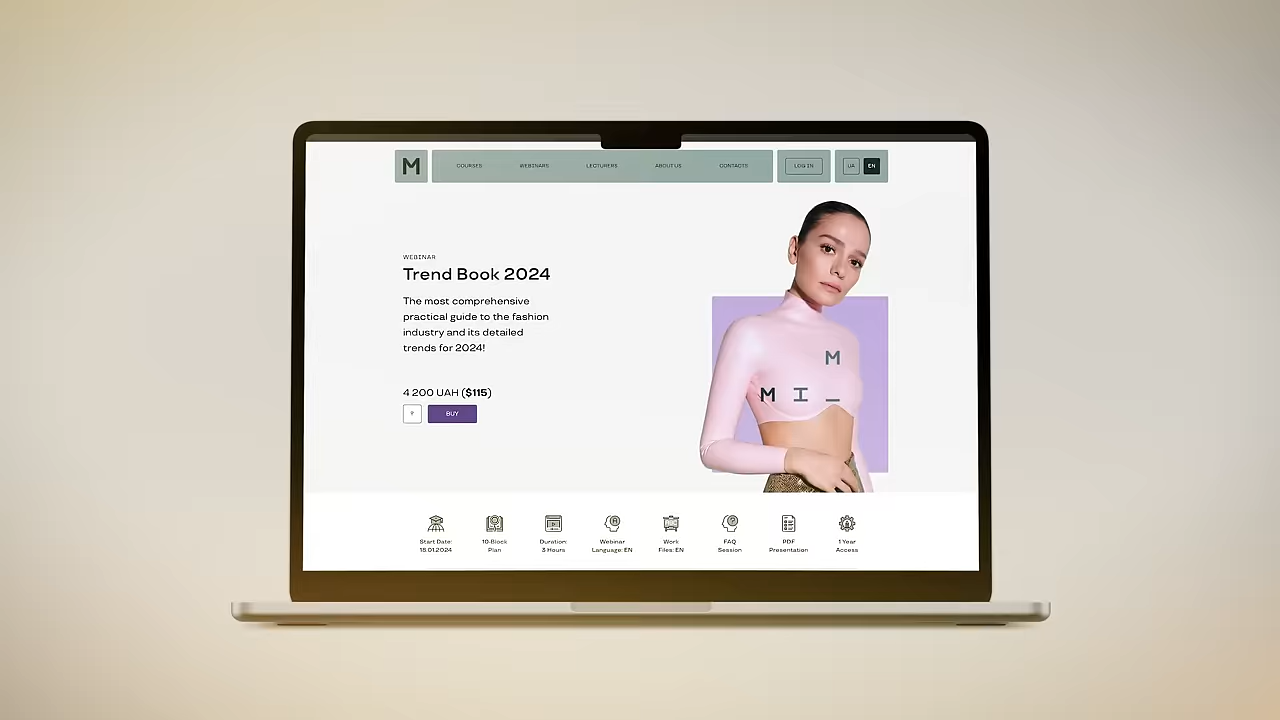 M
COURSES
WEBINARS
LECTURERS
ABOUT US
CONTACTS
LOG IN
UA
EN
WEBINAR
Trend Book 2024
The most comprehensive
practical guide to the fashion
industry and its detailed
trends for 2024!
4 200 UAH ($115)
BUY
M
M I _
Start Date:
18.01.2024
10-Block
Plan
Duration:
3 Hours
Webinar
Language: EN
Work
Files: EN
FAQ
Session
PDF
Presentation
1 Year
Access